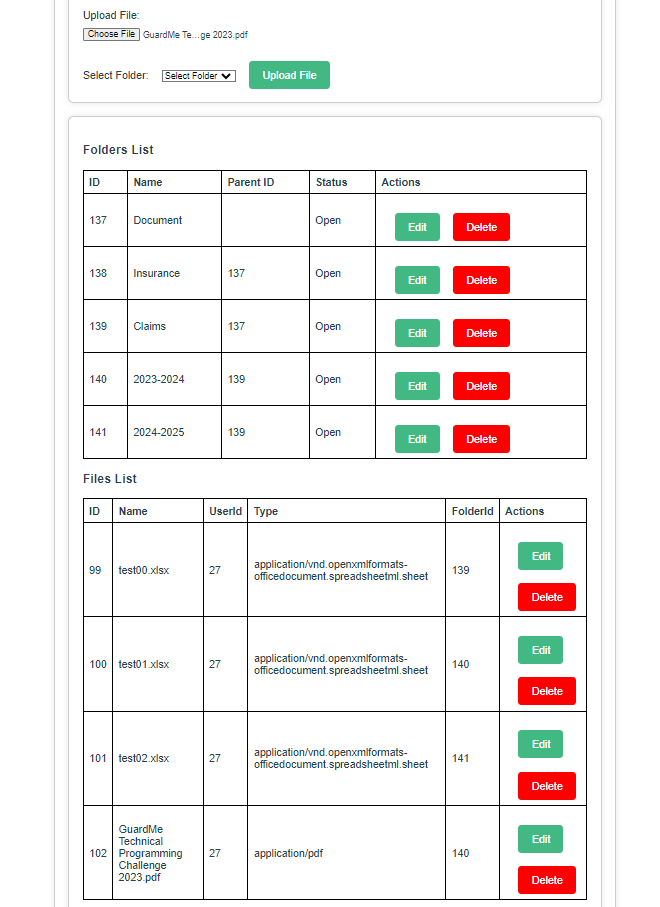 Upload File:
Choose File GuardMe Te...ge 2023.pdf
Select Folder: Select Folder Upload File
Folders List
ID Name Parent ID Status Actions
137 Document Open Edit Delete
138 Insurance 137 Open Edit Delete
139 Claims 137 Open Edit Delete
140 2023-2024 139 Open Edit Delete
141 2024-2025 139 Open Edit Delete
Files List
ID Name UserId Type FolderId Actions
99 test00.xlsx 27 application/vnd.openxmlformats-
officedocument.spreadsheetml.sheet 139 Edit
Delete
100 test01.xlsx 27 application/vnd.openxmlformats-
officedocument.spreadsheetml.sheet 140 Edit
Delete
101 test02.xlsx 27 application/vnd.openxmlformats-
officedocument.spreadsheetml.sheet 141 Edit
Delete
102 GuardMe
Technical
Programming
Challenge
2023.pdf 27 application/pdf 140 Edit
Delete